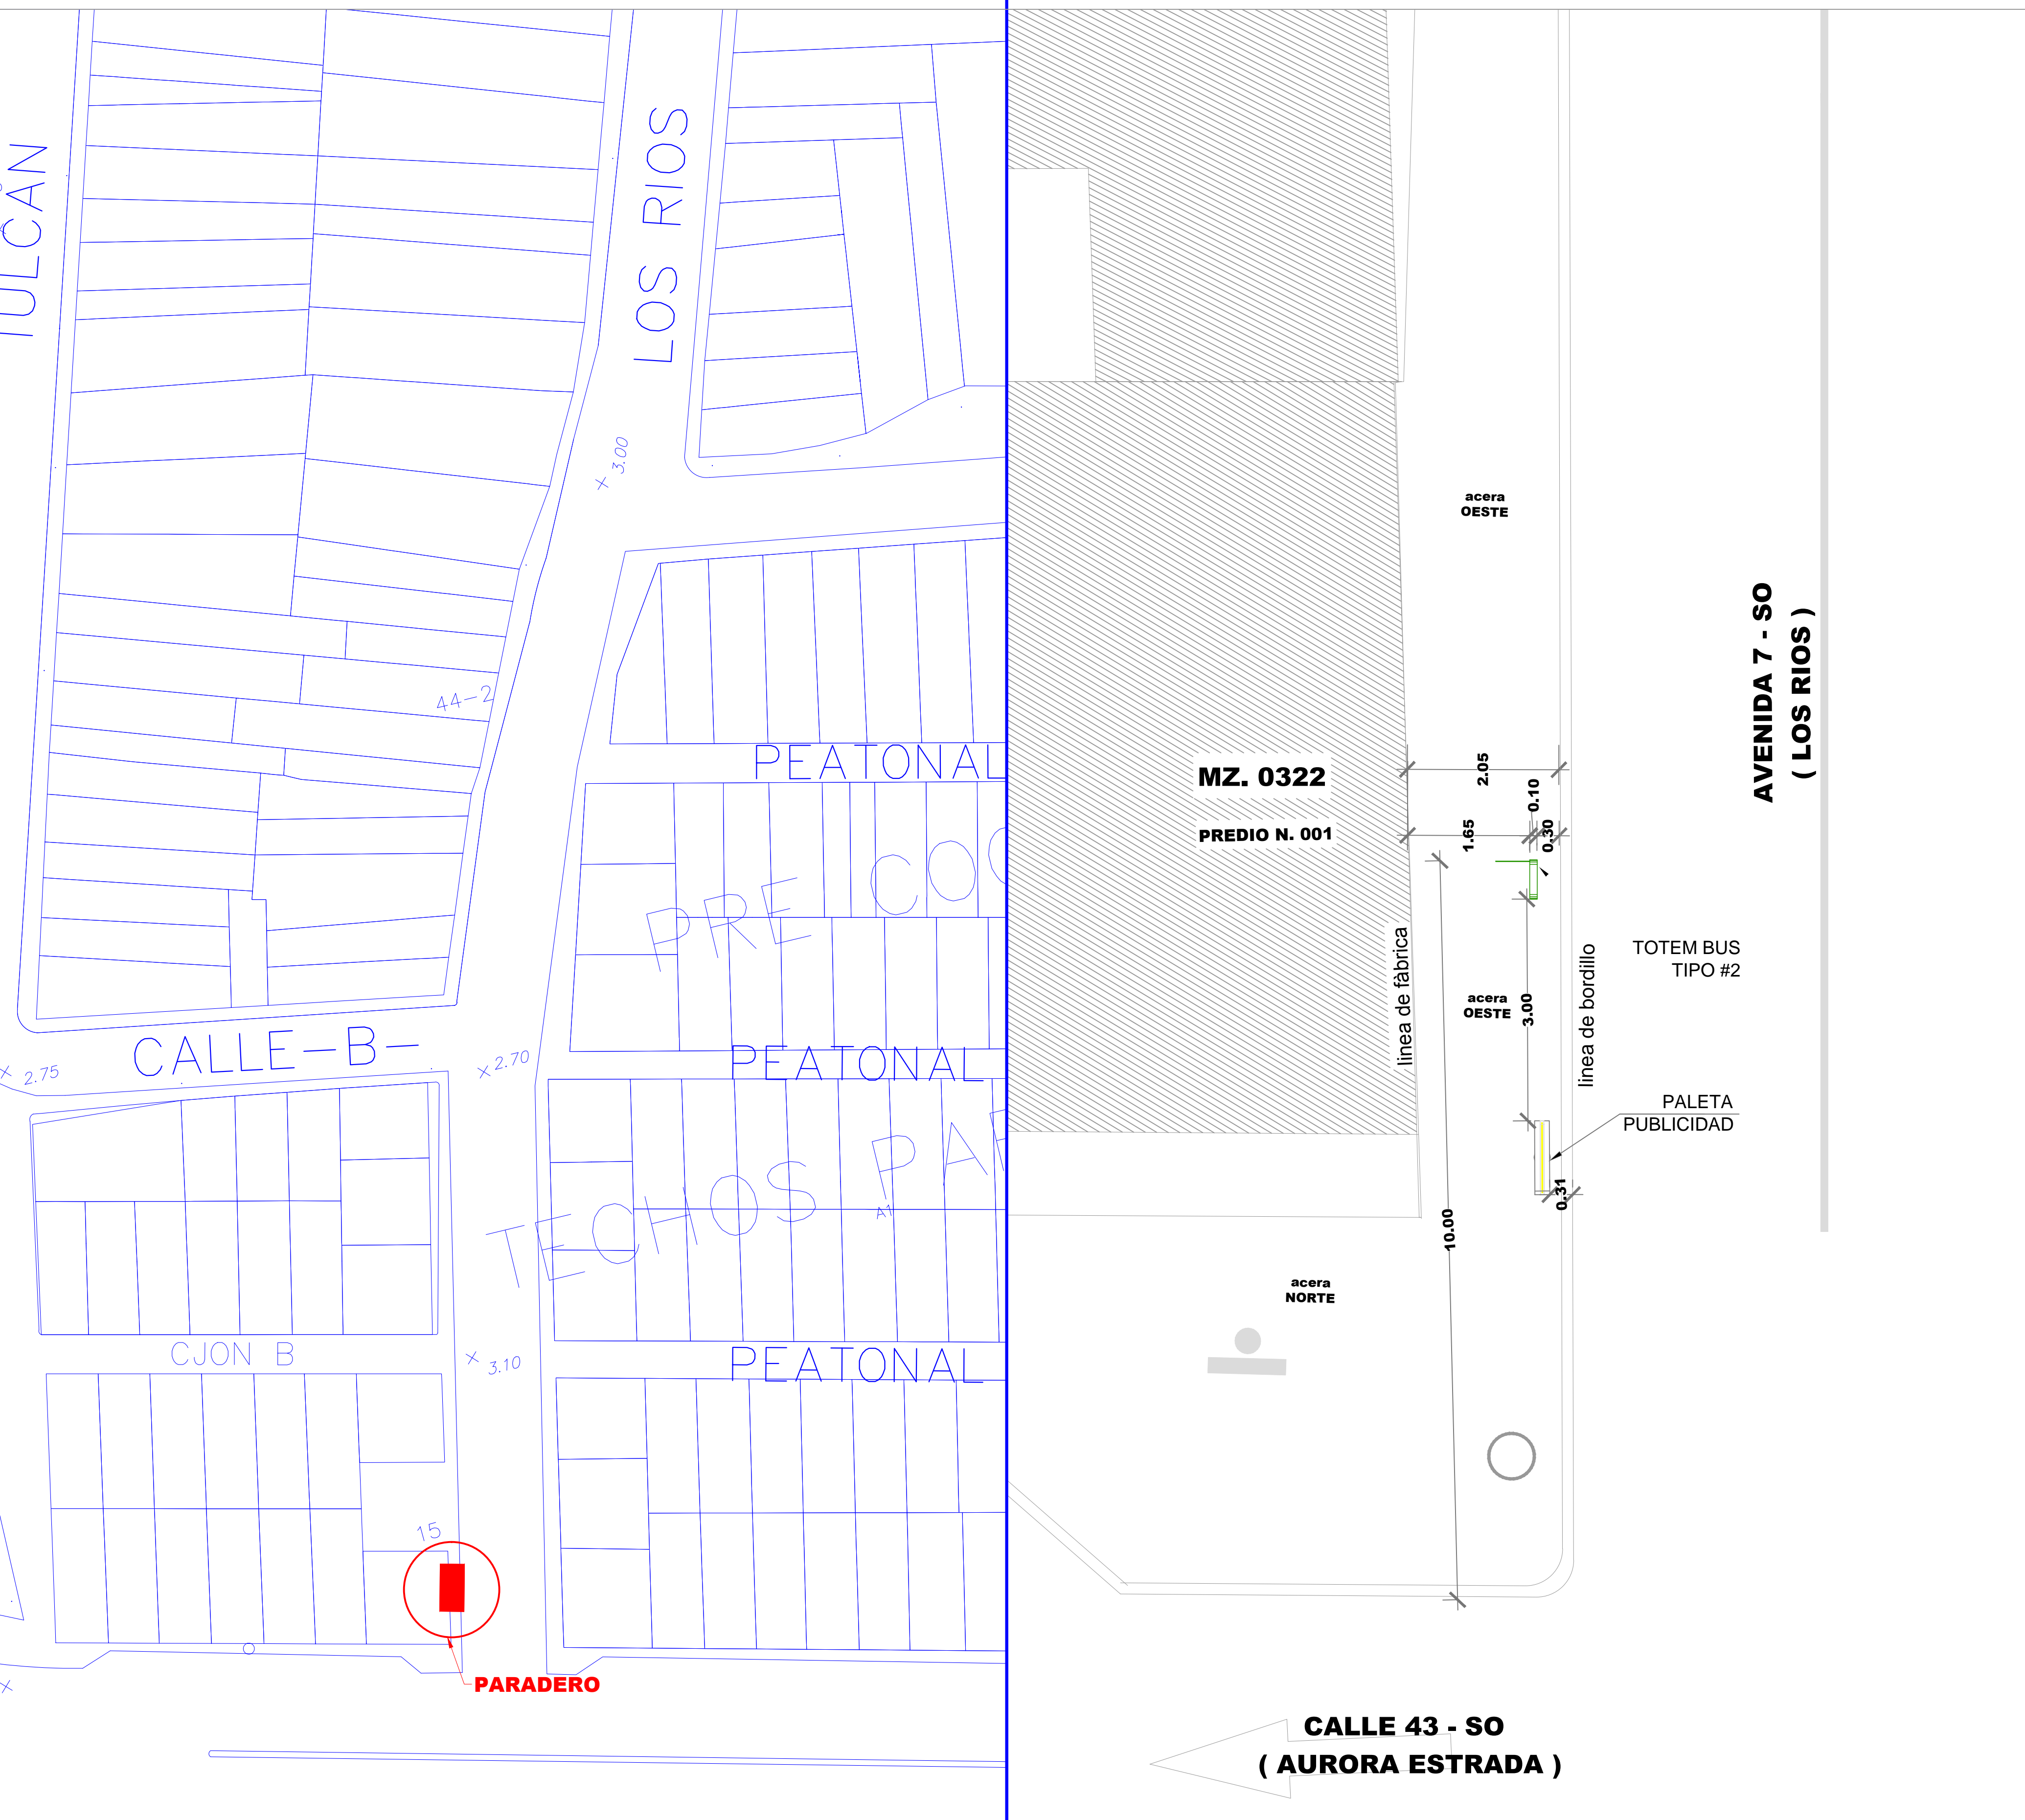 TULCAN
LOS RIOS
3.00
44-2
PEATONAL
PRE COO
CALLE-B-
2.75
2.70
PEATONAL
TECHOS PA
A1
CJON B
3.10
PEATONAL
15
PARADERO
acera
OESTE
AVENIDA 7 - SO
( LOS RIOS )
MZ. 0322
PREDIO N. 001
2.05
0.10
1.65
0.30
linea de fàbrica
acera
OESTE
3.00
linea de bordillo
TOTEM BUS
TIPO #2
PALETA
PUBLICIDAD
0.31
10.00
acera
NORTE
CALLE 43 - SO
( AURORA ESTRADA )